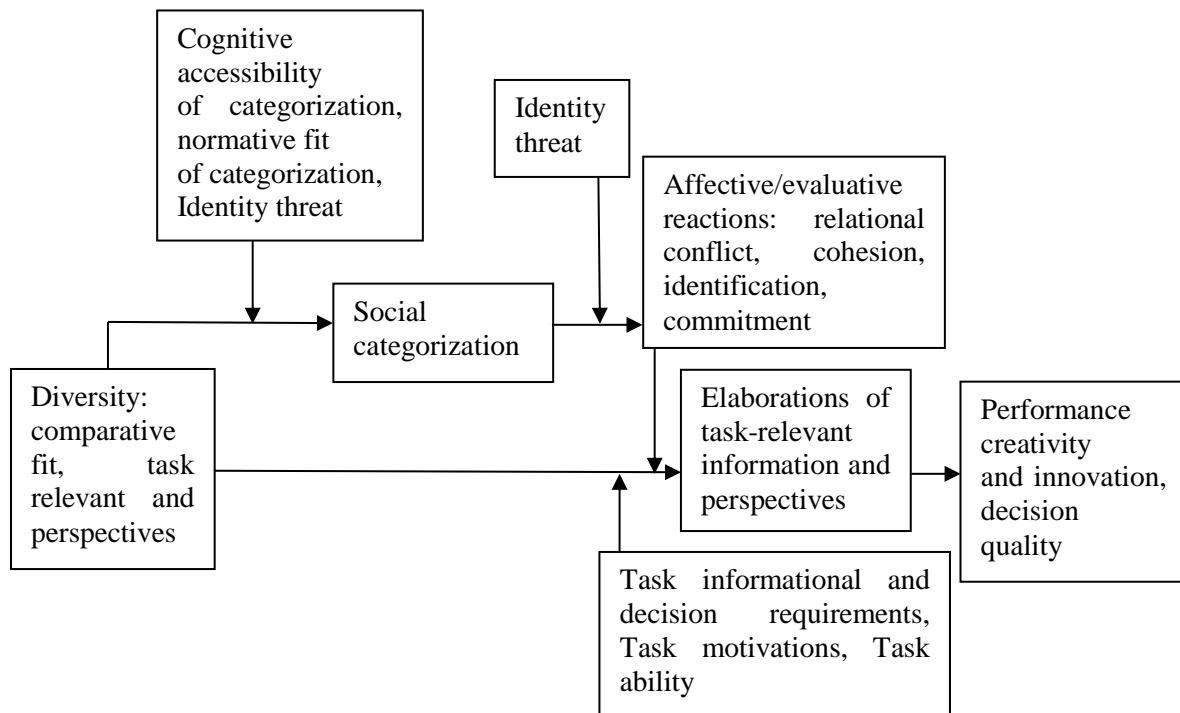 Cognitive
accessibility
of categorization,
normative fit
of categorization,
Identity threat
Identity
threat
Affective/evaluative
reactions: relational
conflict, cohesion,
identification,
commitment
Social
categorization
Diversity:
comparative
fit, task
relevant and
perspectives
Elaborations of
task-relevant
information and
perspectives
Performance
creativity
and innovation,
decision
quality
Task informational and
decision requirements,
Task motivations, Task
ability